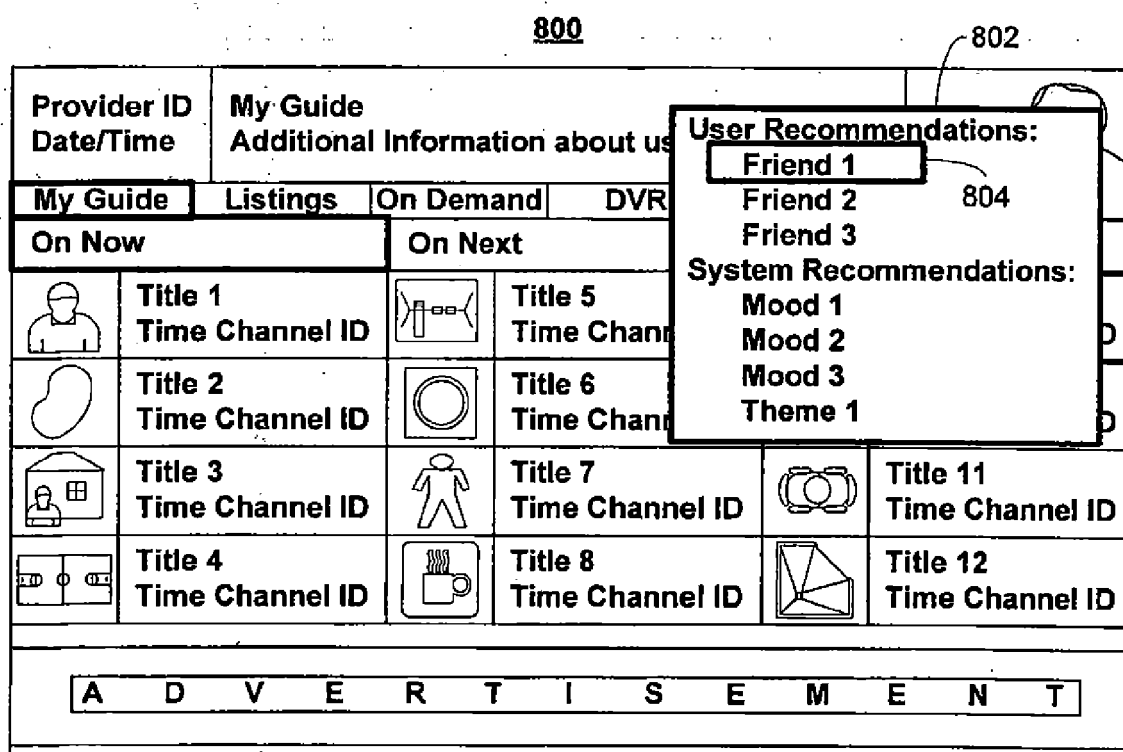 800
802
Provider ID
Date/Time
My Guide
Additional Information about us
User Recommendations:
Friend 1
804
Friend 2
Friend 3
System Recommendations:
Mood 1
Mood 2
Mood 3
Theme 1
My Guide Listings On Demand DVR
On Now On Next
Title 1
Time Channel ID
Title 5
Time Chann
D
Title 2
Time Channel ID
Title 6
Time Chann
D
Title 3
Time Channel ID
Title 7
Time Channel ID
Title 11
Time Channel ID
Title 4
Time Channel ID
Title 8
Time Channel ID
Title 12
Time Channel ID
A D V E R T I S E M E N T